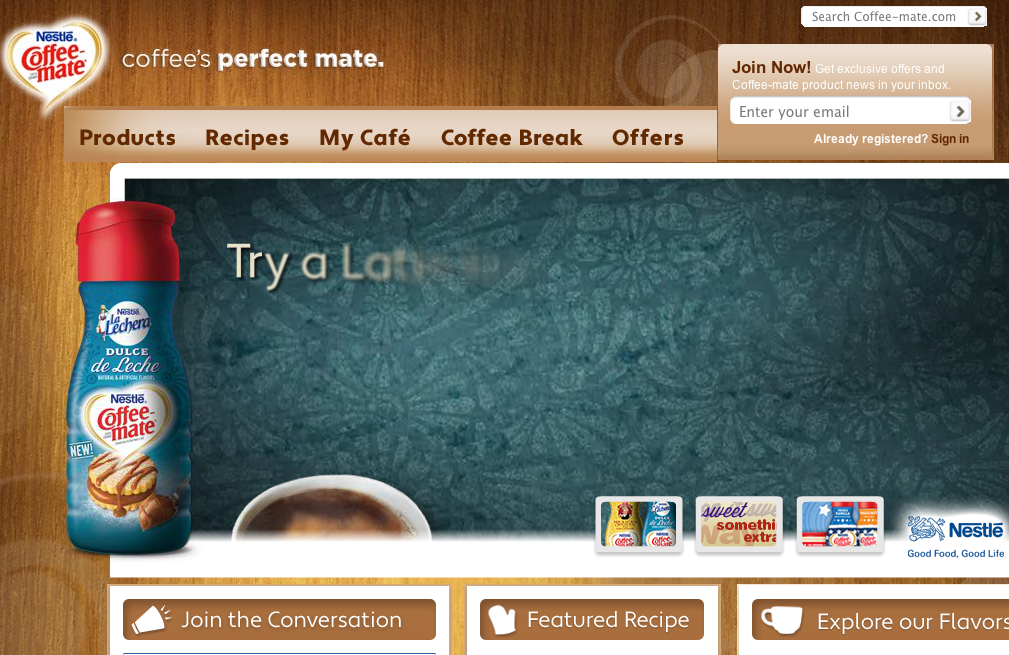 Search Coffee-mate.com
Nestlé
Coffee-
mate
coffee's perfect mate.
Join Now! Get exclusive offers and
Coffee-mate product news in your inbox.
Enter your email
Already registered? Sign in
Products
Recipes
My Café
Coffee Break
Offers
Try a Lat
Nestlé
La
Lechera
DULCE
de Leche
NATURAL & ARTIFICIAL FLAVORS
Nestlé
Coffee-
mate
NEW!
sweet
somethi
extra
Nestlé
Good Food, Good Life
Join the Conversation
Featured Recipe
Explore our Flavors